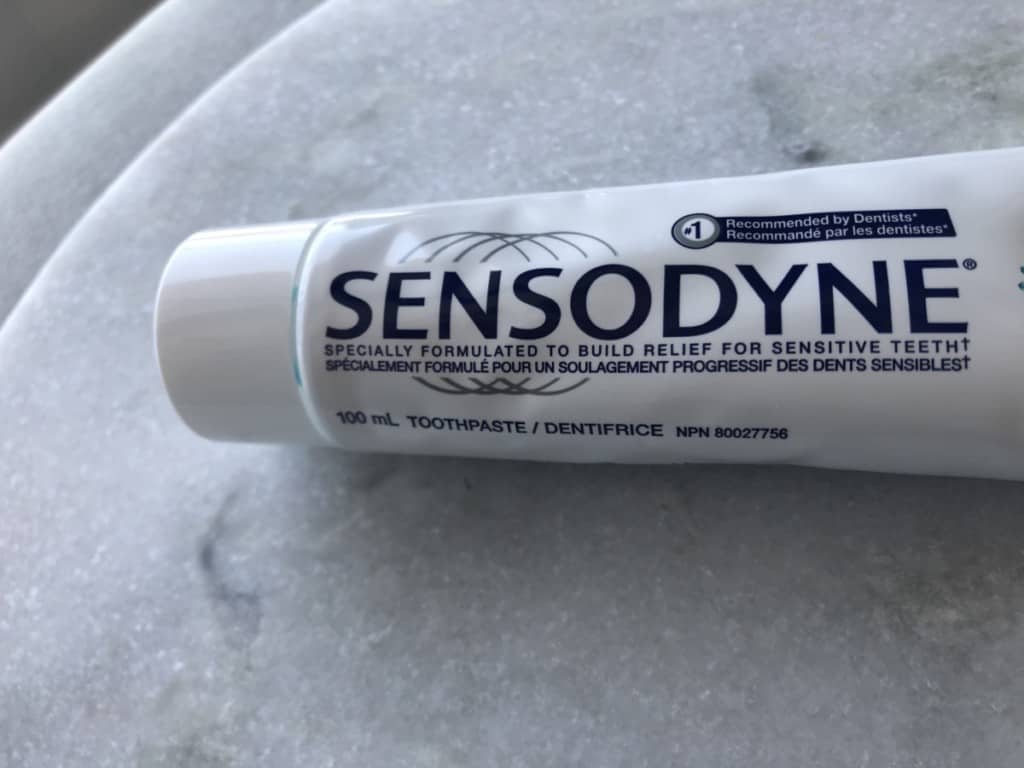 #1 Recommended by Dentists*
Recommandé par les dentistes*
SENSODYNE®
SPECIALLY FORMULATED TO BUILD RELIEF FOR SENSITIVE TEETH†
SPÉCIALEMENT FORMULÉ POUR UN SOULAGEMENT PROGRESSIF DES DENTS SENSIBLES†
100 mL TOOTHPASTE / DENTIFRICE NPN 80027756